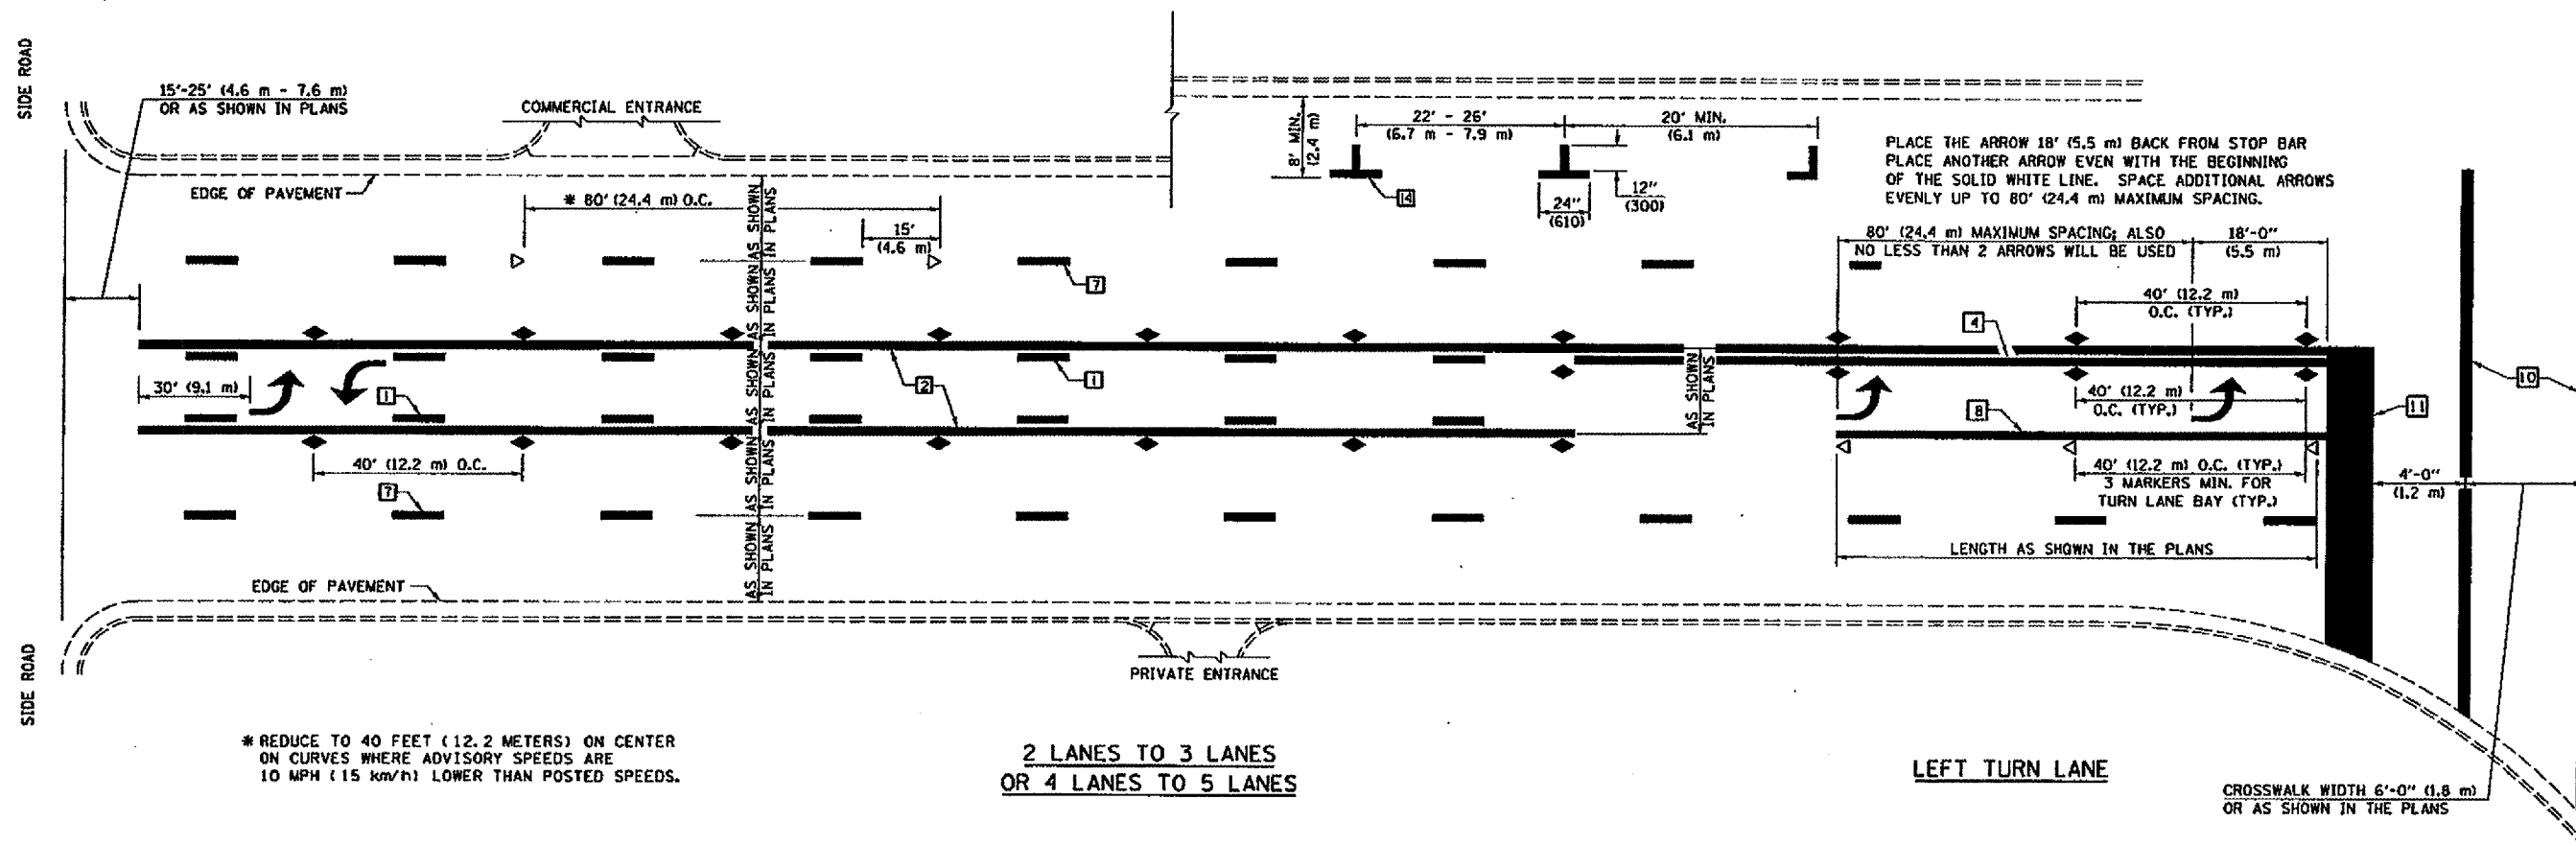 SIDE ROAD
15'-25' (4.6 m - 7.6 m)
OR AS SHOWN IN PLANS
COMMERCIAL ENTRANCE
EDGE OF PAVEMENT
* 80' (24.4 m) O.C.
15'
(4.6 m)
7
8' MIN.
(2.4 m)
22' - 26'
(6.7 m - 7.9 m)
20' MIN.
(6.1 m)
14
24"
(610)
12"
(300)
PLACE THE ARROW 18' (5.5 m) BACK FROM STOP BAR
PLACE ANOTHER ARROW EVEN WITH THE BEGINNING
OF THE SOLID WHITE LINE. SPACE ADDITIONAL ARROWS
EVENLY UP TO 80' (24.4 m) MAXIMUM SPACING.
80' (24.4 m) MAXIMUM SPACING; ALSO
NO LESS THAN 2 ARROWS WILL BE USED
18'-0"
(5.5 m)
40' (12.2 m)
O.C. (TYP.)
4
AS SHOWN AS SHOWN AS SHOWN AS SHOWN AS SHOWN
IN PLANS IN PLANS IN PLANS IN PLANS IN PLANS
30' (9.1 m)
1
2
1
AS SHOWN
IN PLANS
40' (12.2 m)
O.C. (TYP.)
8
10
11
40' (12.2 m) O.C.
7
40' (12.2 m) O.C. (TYP.)
3 MARKERS MIN. FOR
TURN LANE BAY (TYP.)
4'-0"
(1.2 m)
LENGTH AS SHOWN IN THE PLANS
EDGE OF PAVEMENT
SIDE ROAD
PRIVATE ENTRANCE
* REDUCE TO 40 FEET (12.2 METERS) ON CENTER
ON CURVES WHERE ADVISORY SPEEDS ARE
10 MPH (15 km/h) LOWER THAN POSTED SPEEDS.
2 LANES TO 3 LANES
OR 4 LANES TO 5 LANES
LEFT TURN LANE
CROSSWALK WIDTH 6'-0" (1.8 m)
OR AS SHOWN IN THE PLANS